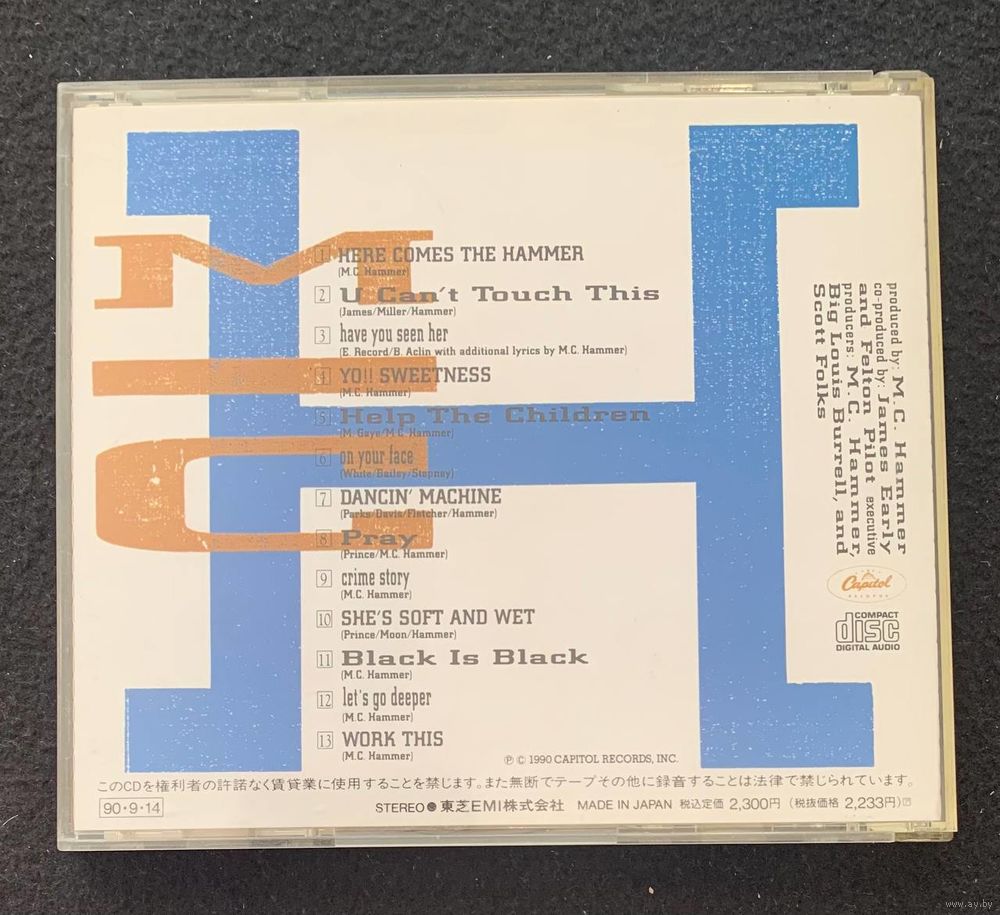 MC
H
1 HERE COMES THE HAMMER
(M.C. Hammer)
2 U Can't Touch This
(James/Miller/Hammer)
3 have you seen her
(E. Record/B. Aclin with additional lyrics by M.C. Hammer)
4 YO!! SWEETNESS
(M.C. Hammer)
5 Help The Children
(M. Gaye/M.C. Hammer)
6 on your face
(White/Bailey/Stepney)
7 DANCIN' MACHINE
(Parks/Davis/Fletcher/Hammer)
8 Pray
(Prince/M.C. Hammer)
9 crime story
(M.C. Hammer)
10 SHE'S SOFT AND WET
(Prince/Moon/Hammer)
11 Black Is Black
(M.C. Hammer)
12 let's go deeper
(M.C. Hammer)
13 WORK THIS
(M.C. Hammer)
produced by: M.C. Hammer
co-produced by: James Early
and Felton Pilot executive
producers: M.C. Hammer,
Big Louis Burrell, and
Scott Folks
Capitol
RECORDS
COMPACT
disc
DIGITAL AUDIO
℗ © 1990 CAPITOL RECORDS, INC.
このCDを権利者の許諾なく賃貸業に使用することを禁じます。また無断でテープその他に録音することは法律で禁じられています。
90・9・14
STEREO● 東芝EMI株式会社 MADE IN JAPAN 税込定価 2,300円 (税抜価格 2,233円)
www.ay.by